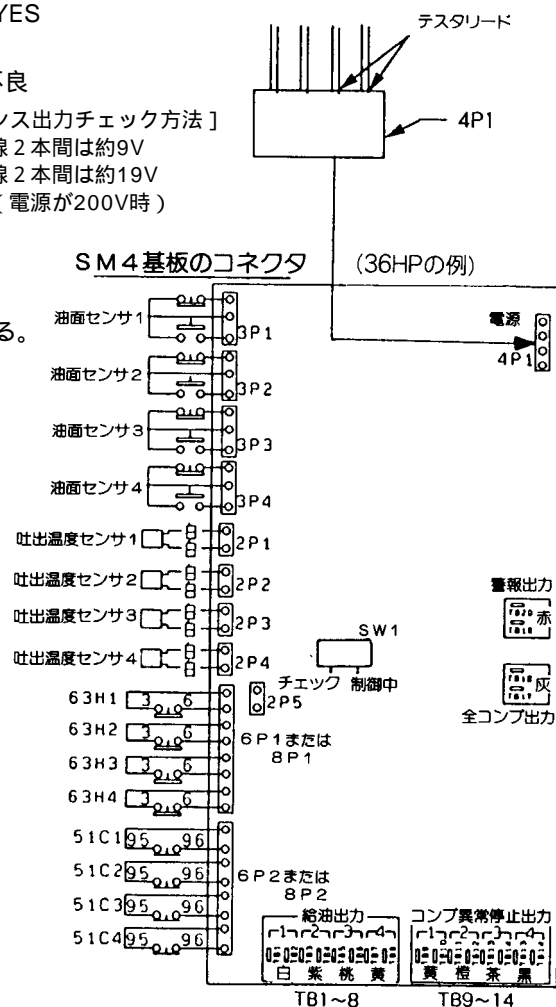 YES
テスタリード
不良
ンス出力チェック方法 ]
線２本間は約9V
4P1
線２本間は約19V
( 電源が200V時 )
SM4基板のコネクタ (36HPの例)
る。
油面センサ1
3P1
電源
4P1
油面センサ2
3P2
油面センサ3
3P3
油面センサ4
3P4
吐出温度センサ1
2P1
吐出温度センサ2
2P2
警報出力
吐出温度センサ3
2P3
赤
SW1
吐出温度センサ4
2P4
チェック 制御中
灰
63H1 3 6
2P5
全コンプ出力
63H2 3 6
6P1または
8P1
63H3 3 6
63H4 3 6
51C1 95 96
51C2 95 96
6P2または
8P2
51C3 95 96
51C4 95 96
給油出力 コンプ異常停止出力
1 2 3 4 1 2 3 4
白 紫 桃 黄 黄 橙 茶 黒
TB1~8 TB9~14